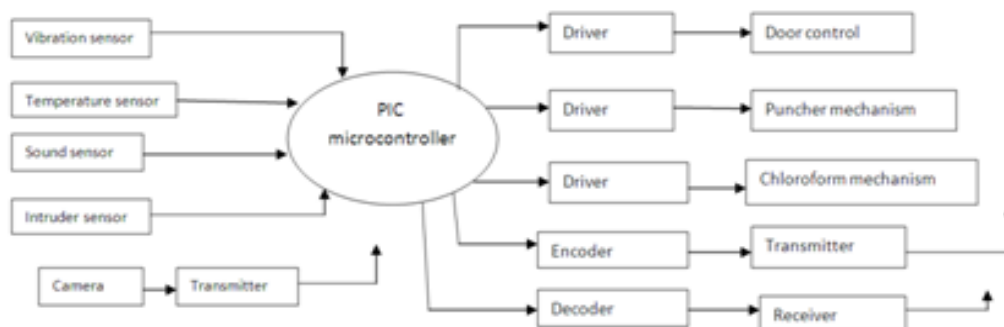 Vibration sensor
Temperature sensor
Sound sensor
Intruder sensor
Camera
Transmitter
PIC
microcontroller
Driver
Door control
Driver
Puncher mechanism
Driver
Chloroform mechanism
Encoder
Transmitter
Decoder
Receiver